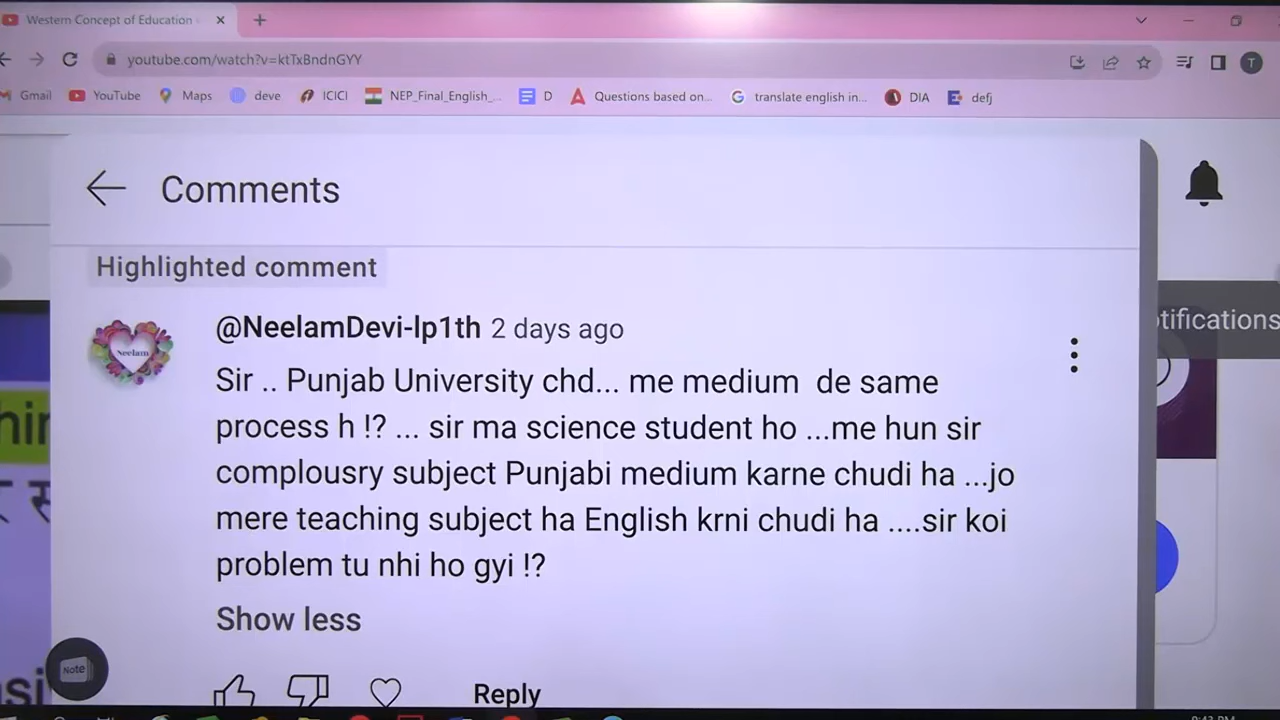 Western Concept of Education
youtube.com/watch?v=ktTxBndnGYY
Gmail YouTube Maps deve ICICI NEP_Final_English_... D Questions based on... translate english in... DIA defj
T
Comments
Highlighted comment
Neelam
@NeelamDevi-lp1th 2 days ago
Sir .. Punjab University chd... me medium de same
process h !? ... sir ma science student ho ...me hun sir
complousry subject Punjabi medium karne chudi ha ...jo
mere teaching subject ha English krni chudi ha ....sir koi
problem tu nhi ho gyi !?
Show less
Reply
tifications
Note